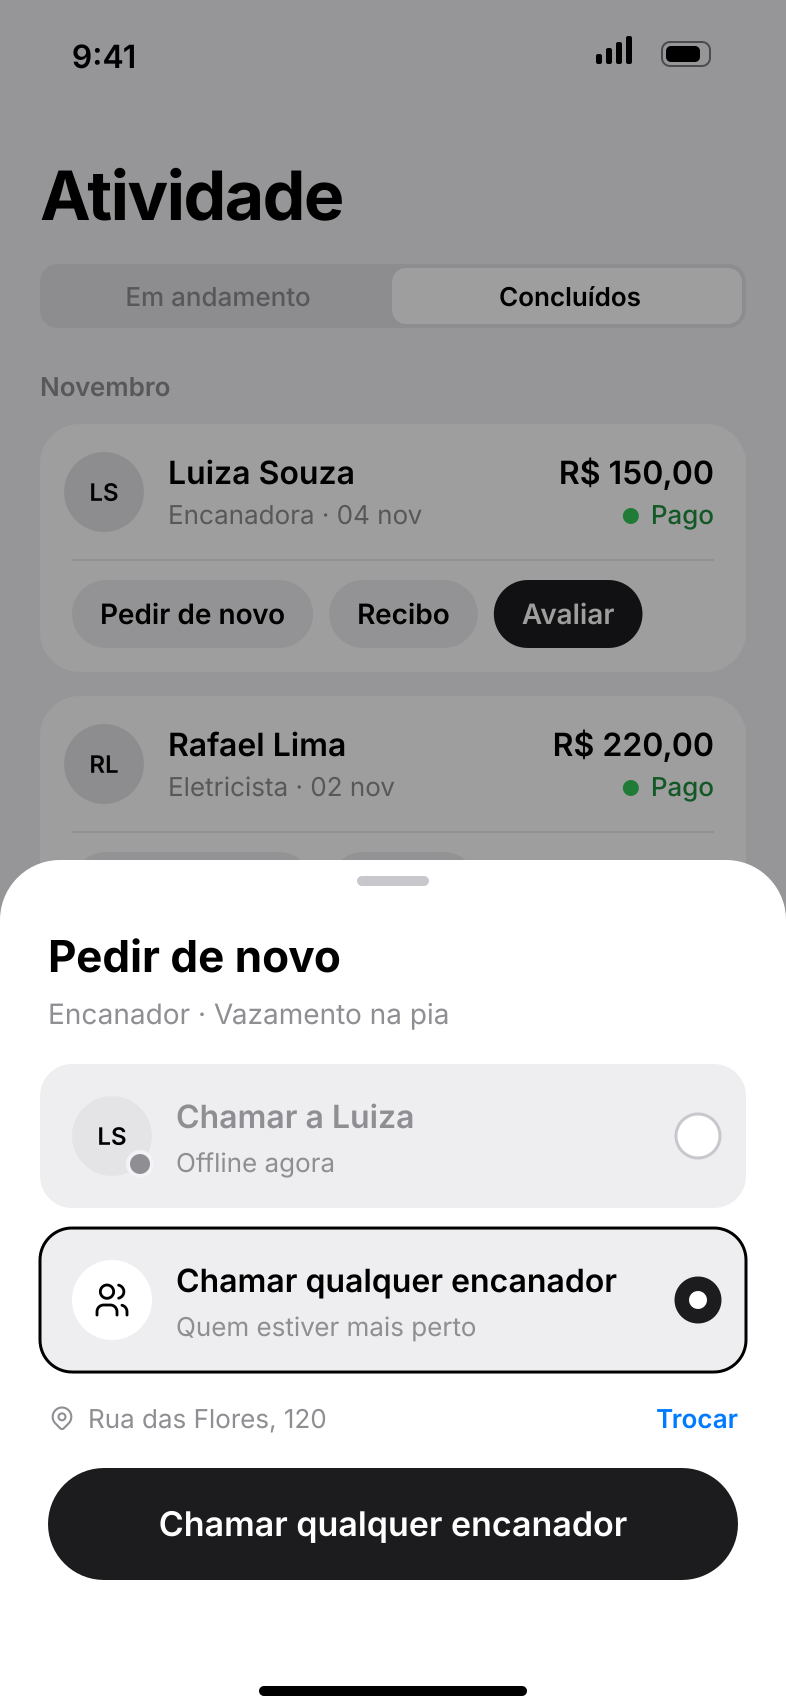 9:41
Atividade
Em andamento
Concluídos
Novembro
LS
Luiza Souza
R$ 150,00
Encanadora · 04 nov
Pago
Pedir de novo
Recibo
Avaliar
RL
Rafael Lima
R$ 220,00
Eletricista · 02 nov
Pago
Pedir de novo
Encanador · Vazamento na pia
LS
Chamar a Luiza
Offline agora
Chamar qualquer encanador
Quem estiver mais perto
Rua das Flores, 120
Trocar
Chamar qualquer encanador